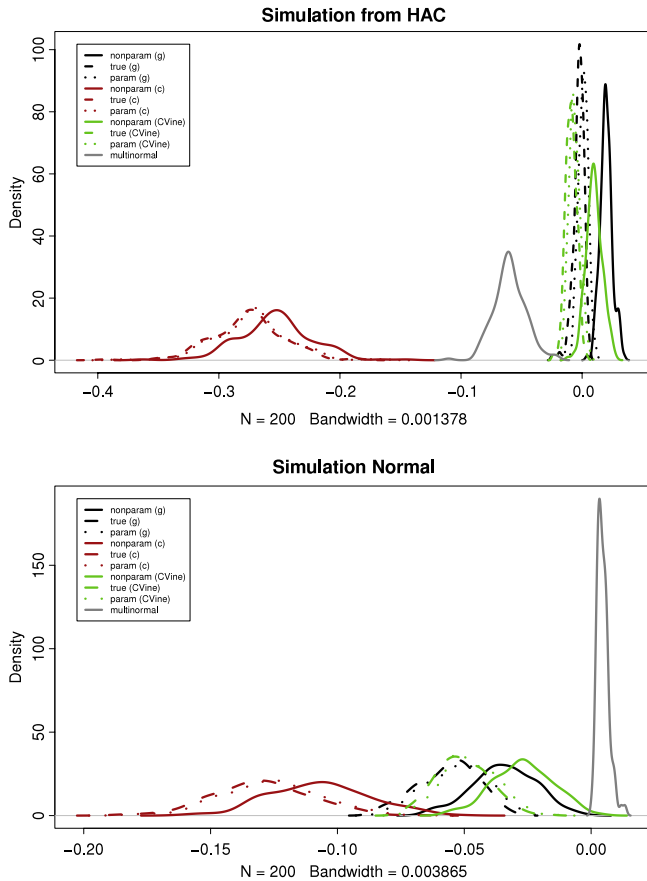 Simulation from HAC
nonparam (g)
true (g)
param (g)
nonparam (c)
true (c)
param (c)
nonparam (CVine)
true (CVine)
param (CVine)
multinormal
Density
0
20
40
60
80
100
−0.4
−0.3
−0.2
−0.1
0.0
N = 200 Bandwidth = 0.001378
Simulation Normal
nonparam (g)
true (g)
param (g)
nonparam (c)
true (c)
param (c)
nonparam (CVine)
true (CVine)
param (CVine)
multinormal
Density
0
50
100
150
−0.20
−0.15
−0.10
−0.05
0.00
N = 200 Bandwidth = 0.003865